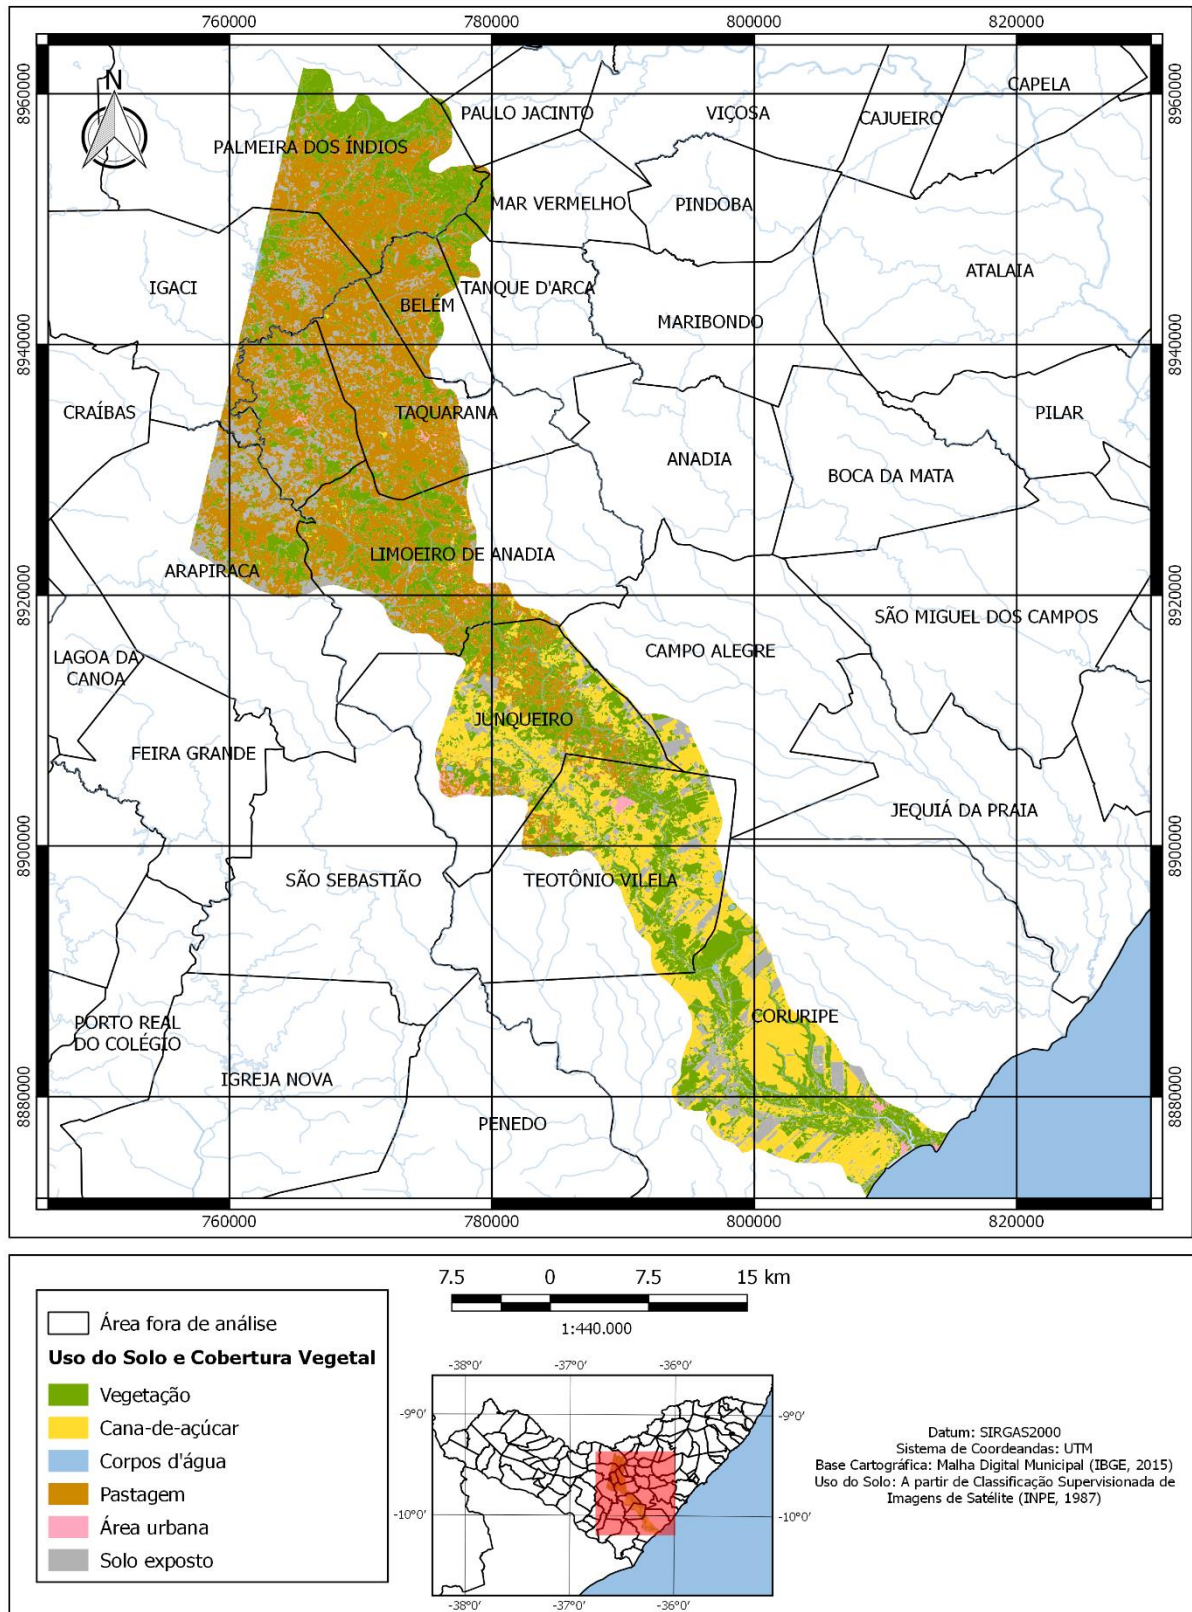 760000 780000 800000 820000
8960000 8960000
N
CAPELA
PAULO JACINTO
VIÇOSA
CAJUEIRO
PALMEIRA DOS ÍNDIOS
MAR VERMELHO
PINDOBA
ATALAIA
IGACI
TANQUE D'ARCA
BELÉM
MARIBONDO
8940000 8940000
CRAÍBAS
TAQUARANA
PILAR
ANADIA
BOCA DA MATA
LIMOEIRO DE ANADIA
ARAPIRACA
8920000 8920000
SÃO MIGUEL DOS CAMPOS
LAGOA DA
CANOA
CAMPO ALEGRE
JUNQUEIRO
FEIRA GRANDE
JEQUIÁ DA PRAIA
8900000 8900000
SÃO SEBASTIÃO
TEOTÔNIO VILELA
CORURIPE
PORTO REAL
DO COLÉGIO
IGREJA NOVA
8880000 8880000
PENEDO
760000 780000 800000 820000
Área fora de análise
Uso do Solo e Cobertura Vegetal
Vegetação
Cana-de-açúcar
Corpos d'água
Pastagem
Área urbana
Solo exposto
7.5 0 7.5 15 km
1:440.000
-38°0' -37°0' -36°0'
-9°0' -9°0'
-10°0' -10°0'
-38°0' -37°0' -36°0'
Datum: SIRGAS2000
Sistema de Coordeandas: UTM
Base Cartográfica: Malha Digital Municipal (IBGE, 2015)
Uso do Solo: A partir de Classificação Supervisionada de
Imagens de Satélite (INPE, 1987)